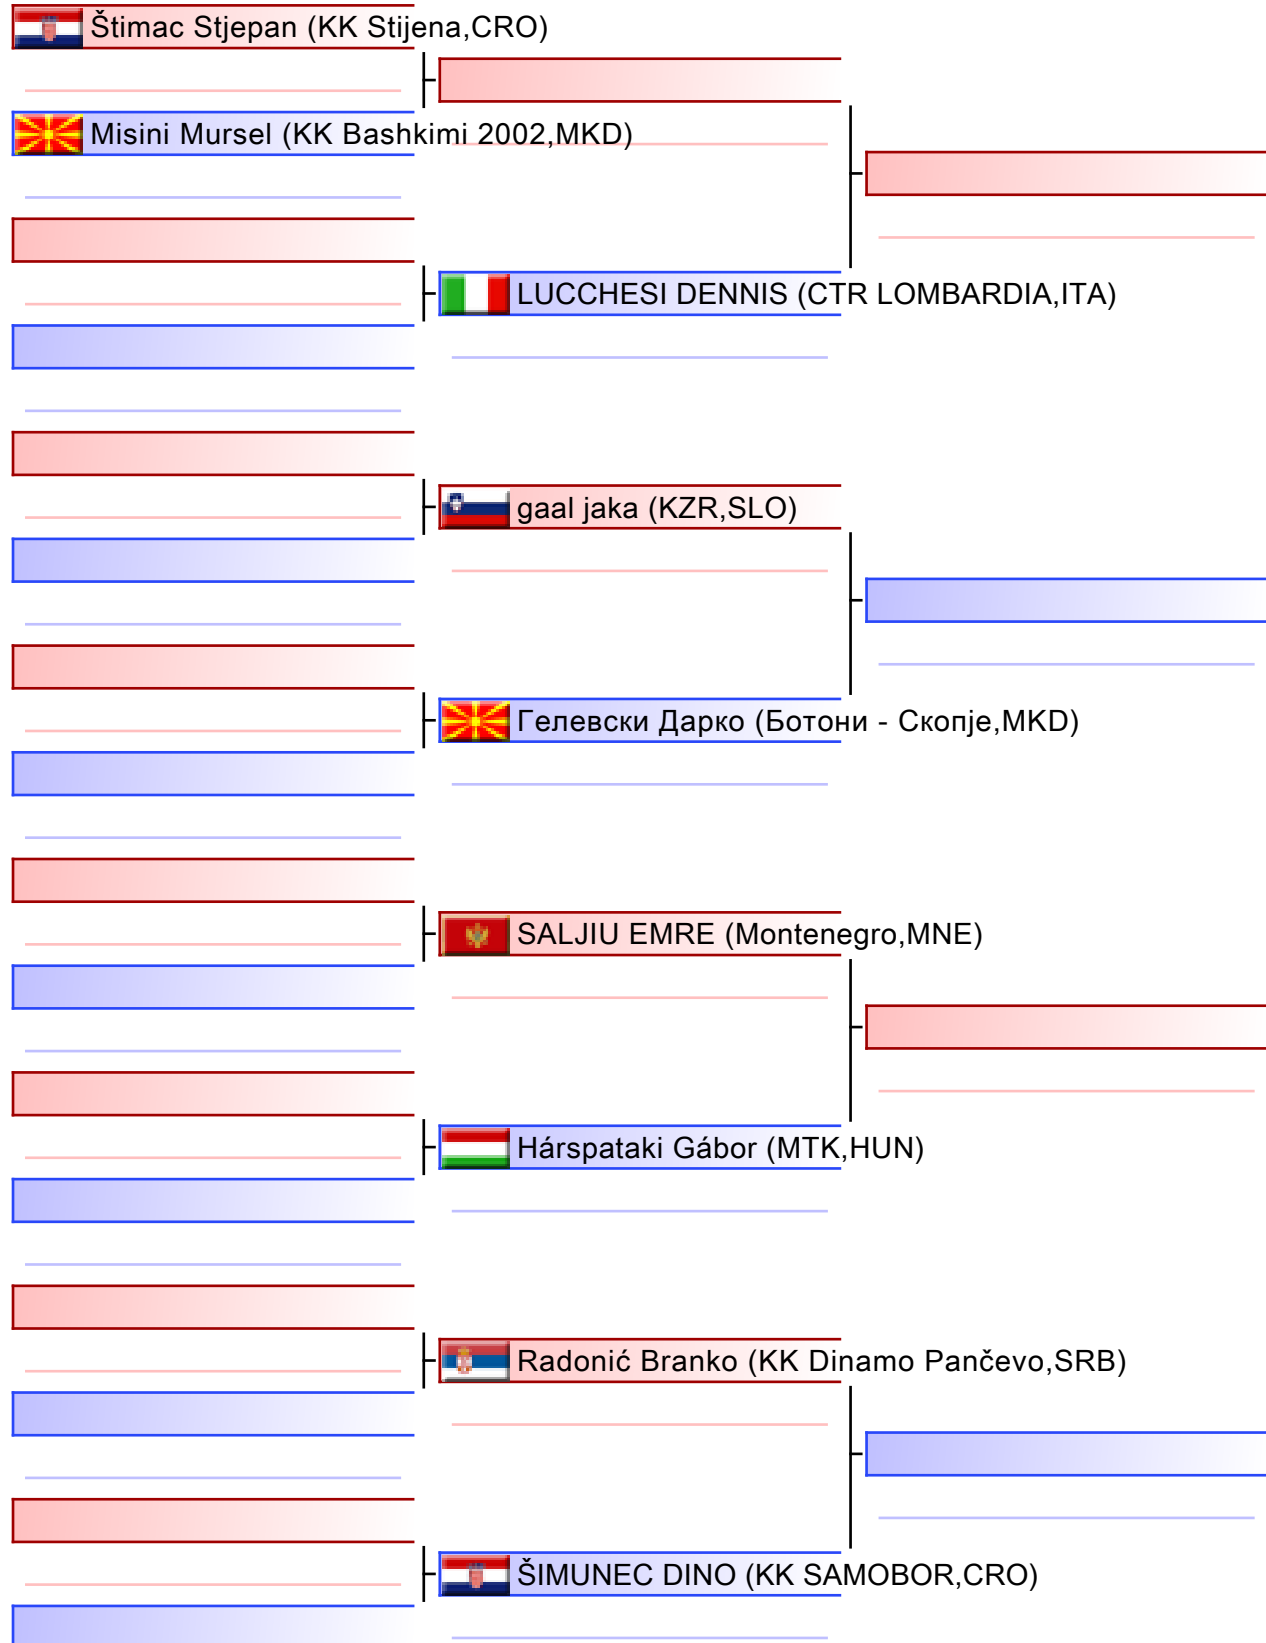 Štimac Stjepan (KK Stijena,CRO)
Misini Mursel (KK Bashkimi 2002,MKD)
LUCCHESI DENNIS (CTR LOMBARDIA,ITA)
gaal jaka (KZR,SLO)
Гелевски Дарко (Ботони - Скопје,MKD)
SALJIU EMRE (Montenegro,MNE)
Hárspataki Gábor (MTK,HUN)
Radonić Branko (KK Dinamo Pančevo,SRB)
ŠIMUNEC DINO (KK SAMOBOR,CRO)